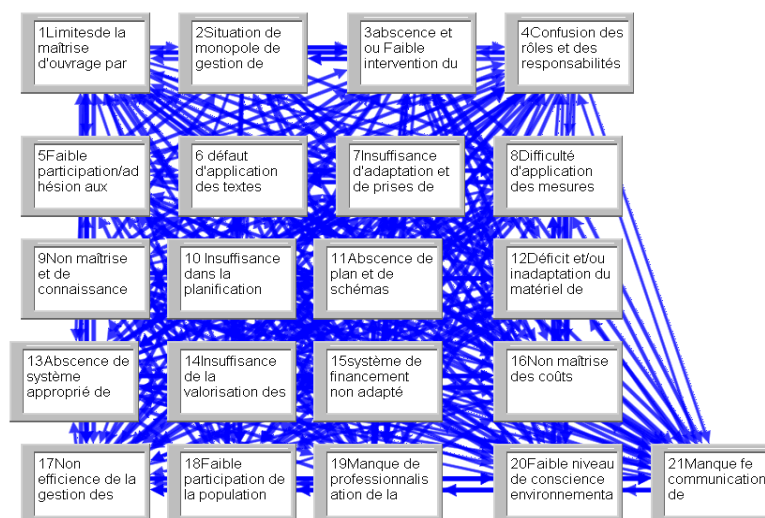 1Limitesde la
maîtrise
d'ouvrage par
2Situation de
monopole de
gestion de
3abscence et
ou Faible
intervention du
4Confusion des
rôles et des
responsabilités
5Faible
participation/ad
hésion aux
6 défaut
d'application
des textes
7Insuffisance
d'adaptation et
de prises de
8Difficulté
d'application
des mesures
9Non maîtrise
et de
connaissance
10 Insuffisance
dans la
planification
11Abscence de
plan et de
schémas
12Déficit et/ou
inadaptation du
matériel de
13Abscence de
système
approprié de
14Insuffisance
de la
valorisation des
15système de
financement
non adapté
16Non maîtrise
des coûts
17Non
efficience de la
gestion des
18Faible
participation de
la population
19Manque de
professionnalis
ation de la
20Faible niveau
de conscience
environnementa
21Manque fe
communication
de